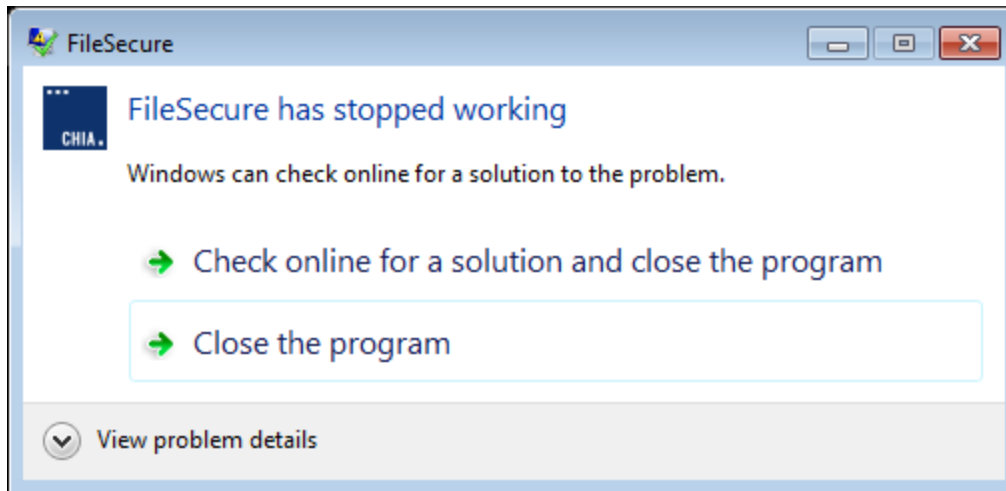 FileSecure
FileSecure has stopped working
CHIA.
Windows can check online for a solution to the problem.
Check online for a solution and close the program
Close the program
View problem details